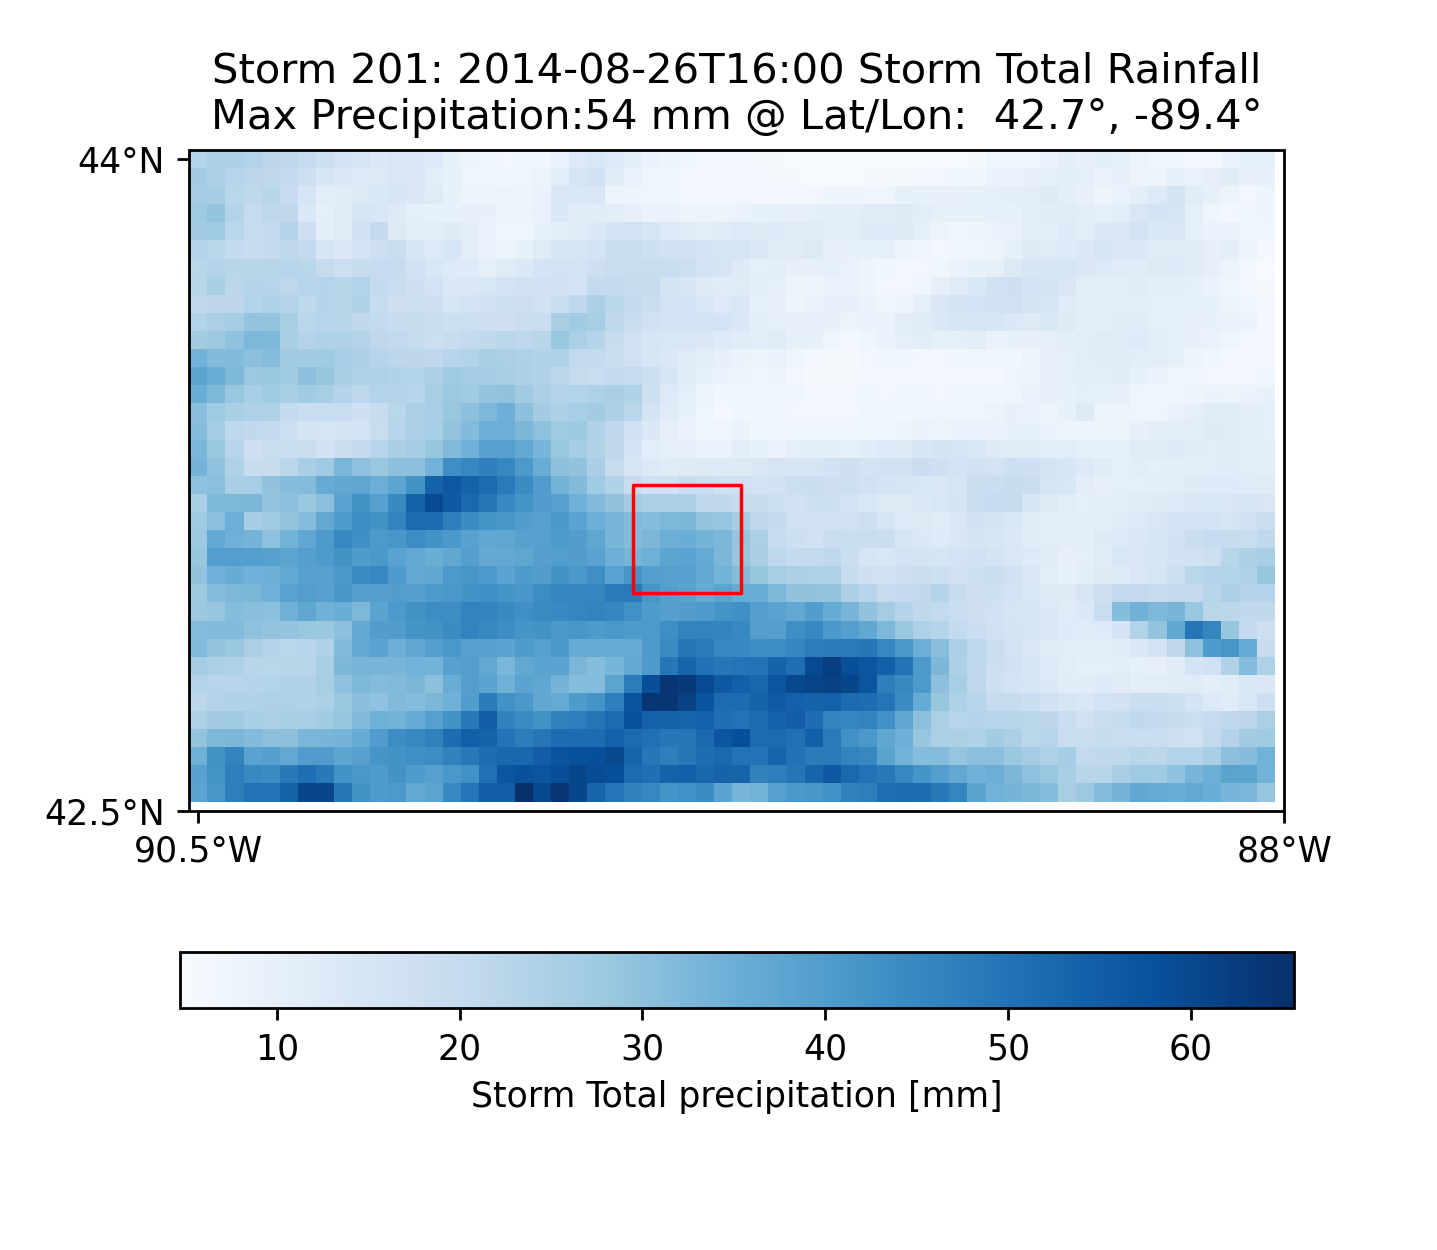 Storm 201: 2014-08-26T16:00 Storm Total Rainfall
Max Precipitation:54 mm @ Lat/Lon:  42.7°, -89.4°
44°N
42.5°N
90.5°W 88°W
10 20 30 40 50 60
Storm Total precipitation [mm]